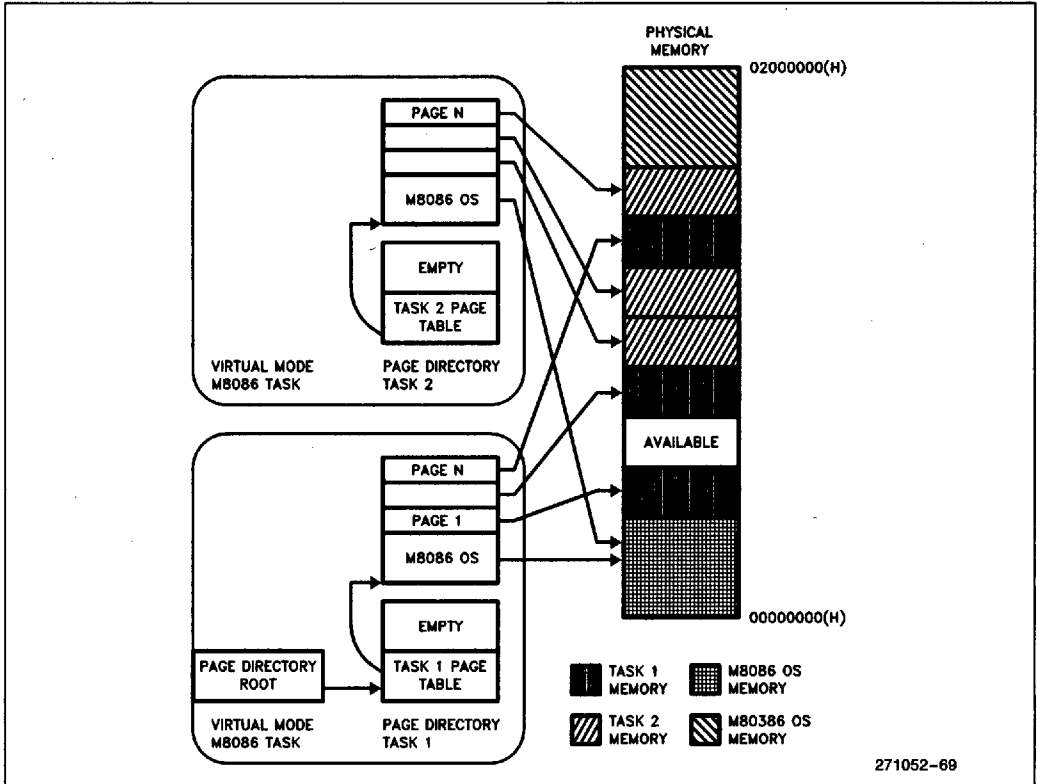 PHYSICAL
MEMORY
02000000(H)
PAGE N
M8086 OS
EMPTY
TASK 2 PAGE
TABLE
VIRTUAL MODE
M8086 TASK
PAGE DIRECTORY
TASK 2
AVAILABLE
PAGE N
PAGE 1
M8086 OS
EMPTY
TASK 1 PAGE
TABLE
PAGE DIRECTORY
ROOT
VIRTUAL MODE
M8086 TASK
PAGE DIRECTORY
TASK 1
00000000(H)
TASK 1
MEMORY
M8086 OS
MEMORY
TASK 2
MEMORY
M80386 OS
MEMORY
271052-69